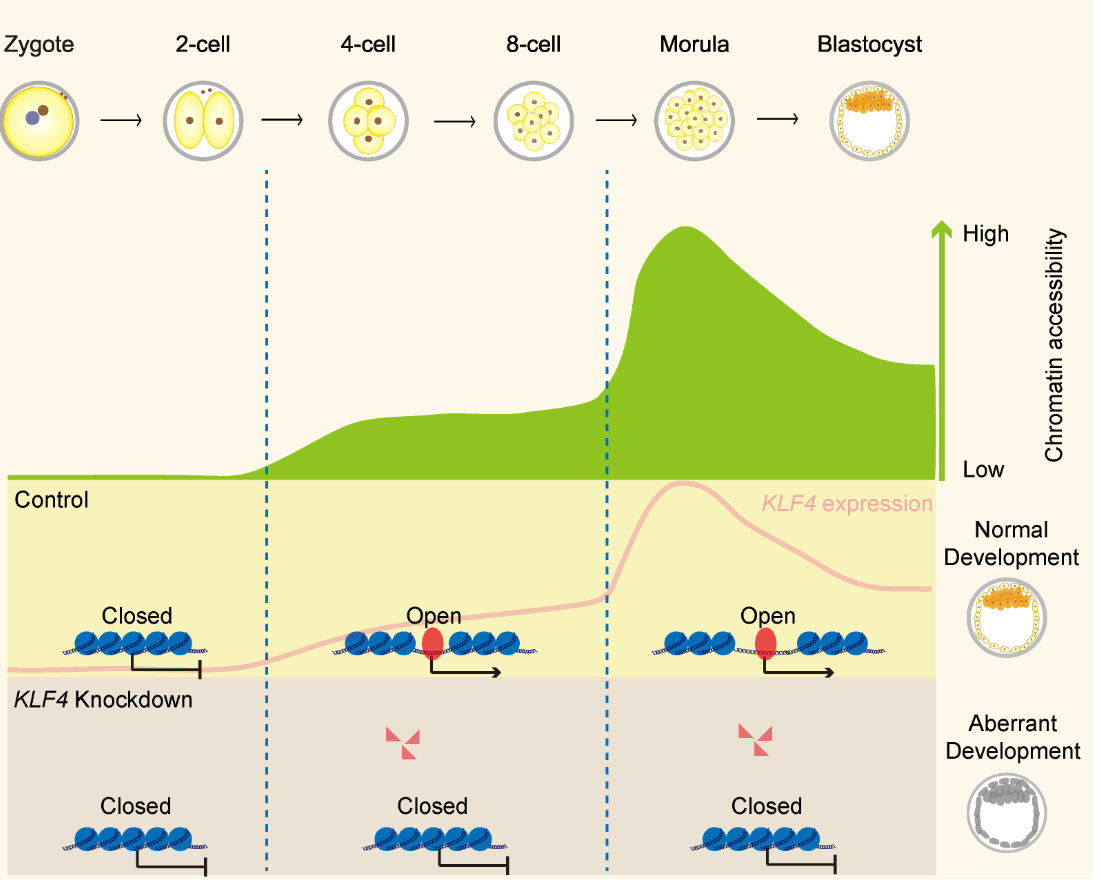 Zygote
2-cell
4-cell
8-cell
Morula
Blastocyst
High
Chromatin accessibility
Low
Control
KLF4 expression
Normal
Development
Closed
Open
Open
KLF4 Knockdown
Aberrant
Development
Closed
Closed
Closed